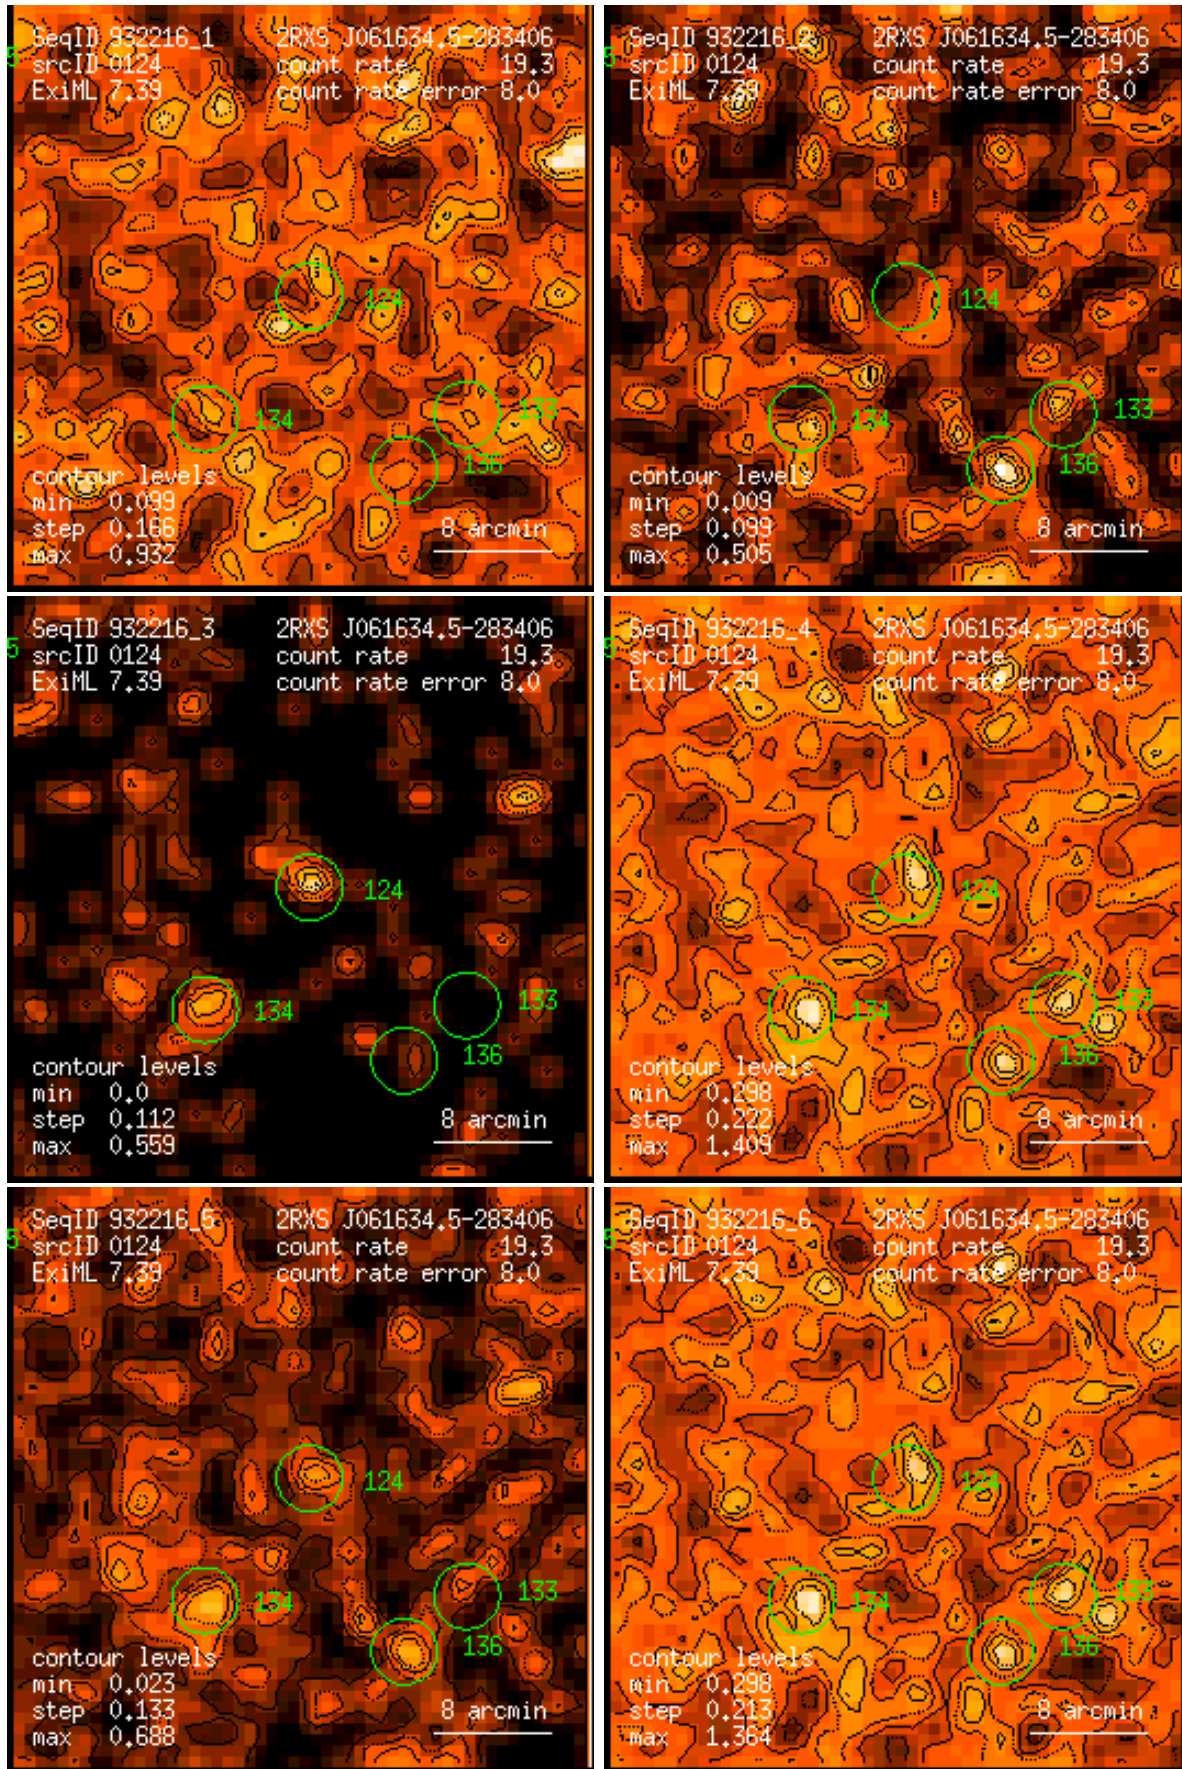 SeqID 932216_1 2RXS J061634.5-283406
5 srcID 0124 count rate 19.3
ExiML 7.39 count rate error 8.0
124
134
133
136
contour levels
min 0.099
step 0.166 8 arcmin
max 0.932
SeqID 932216_2 2RXS J061634.5-283406
5 srcID 0124 count rate 19.3
ExiML 7.39 count rate error 8.0
124
134
133
136
contour levels
min 0.009
step 0.099 8 arcmin
max 0.505
SeqID 932216_3 2RXS J061634.5-283406
5 srcID 0124 count rate 19.3
ExiML 7.39 count rate error 8.0
124
134
133
136
contour levels
min 0.0
step 0.112 8 arcmin
max 0.559
SeqID 932216_4 2RXS J061634.5-283406
5 srcID 0124 count rate 19.3
ExiML 7.39 count rate error 8.0
124
134
133
136
contour levels
min 0.298
step 0.222 8 arcmin
max 1.409
SeqID 932216_5 2RXS J061634.5-283406
5 srcID 0124 count rate 19.3
ExiML 7.39 count rate error 8.0
124
134
133
136
contour levels
min 0.023
step 0.133 8 arcmin
max 0.688
SeqID 932216_6 2RXS J061634.5-283406
5 srcID 0124 count rate 19.3
ExiML 7.39 count rate error 8.0
124
134
133
136
contour levels
min 0.298
step 0.213 8 arcmin
max 1.364